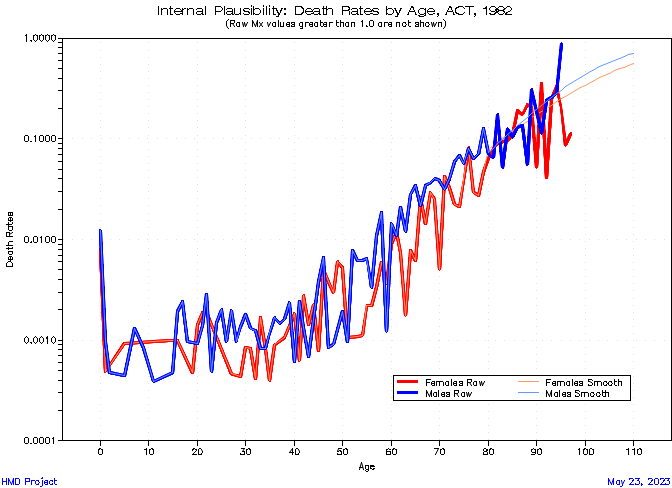 Internal Plausibility: Death Rates by Age, ACT, 1982
(Raw Mx values greater than 1.0 are not shown)
1.0000
0.1000
0.0100
0.0010
0.0001
Death Rates
0 10 20 30 40 50 60 70 80 90 100 110
Age
Females Raw Females Smooth
Males Raw Males Smooth
HMD Project May 23, 2023